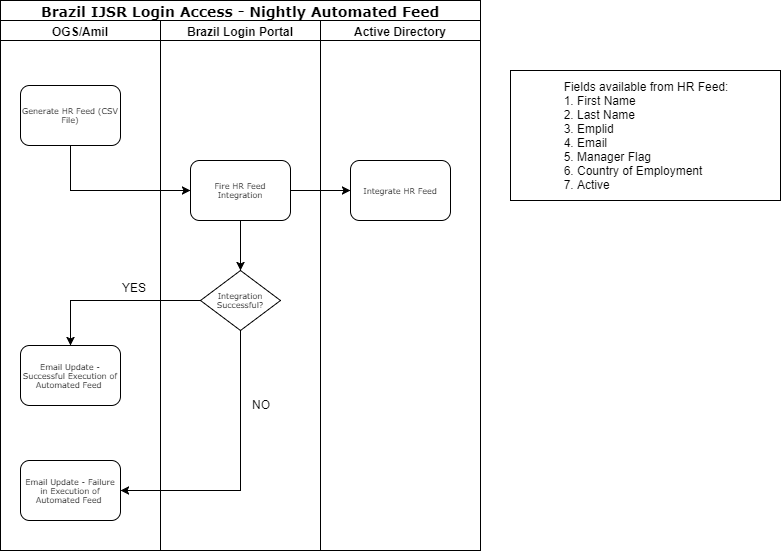 Brazil IJSR Login Access - Nightly Automated Feed
OGS/Amil
Brazil Login Portal
Active Directory
Generate HR Feed (CSV
File)
Fire HR Feed
Integration
Integrate HR Feed
Integration
Successful?
YES
Email Update -
Successful Execution of
Automated Feed
NO
Email Update - Failure
in Execution of
Automated Feed
Fields available from HR Feed:
1. First Name
2. Last Name
3. Emplid
4. Email
5. Manager Flag
6. Country of Employment
7. Active